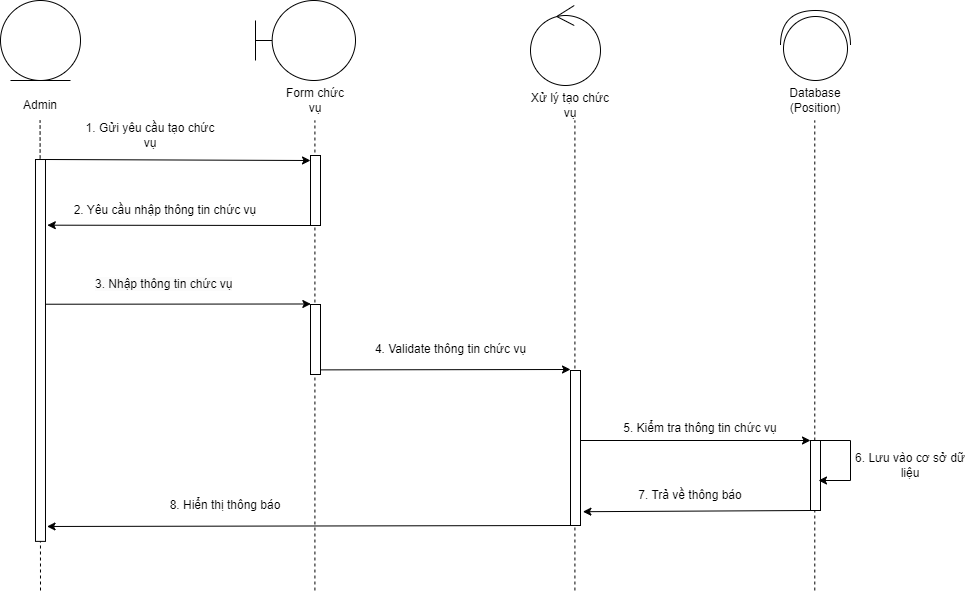 Admin
Form chức
vụ
Xử lý tạo chức
vụ
Database
(Position)
1. Gửi yêu cầu tạo chức
vụ
2. Yêu cầu nhập thông tin chức vụ
3. Nhập thông tin chức vụ
4. Validate thông tin chức vụ
5. Kiểm tra thông tin chức vụ
6. Lưu vào cơ sở dữ
liệu
7. Trả về thông báo
8. Hiển thị thông báo